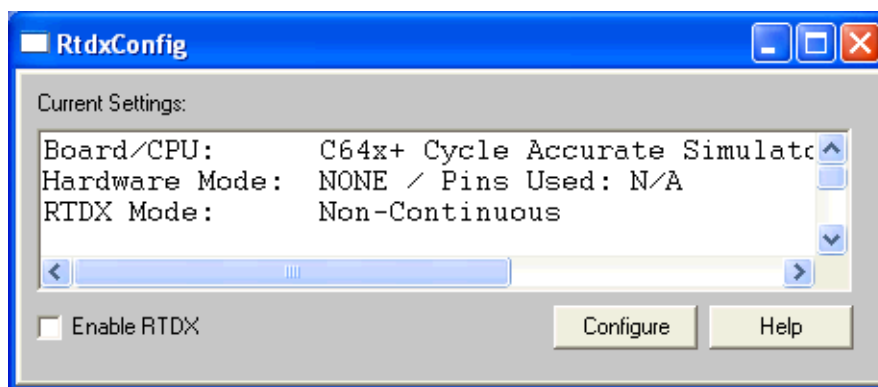 RtdxConfig
Current Settings:
Board/CPU: C64x+ Cycle Accurate Simulato
Hardware Mode: NONE / Pins Used: N/A
RTDX Mode: Non-Continuous
Enable RTDX
Configure Help